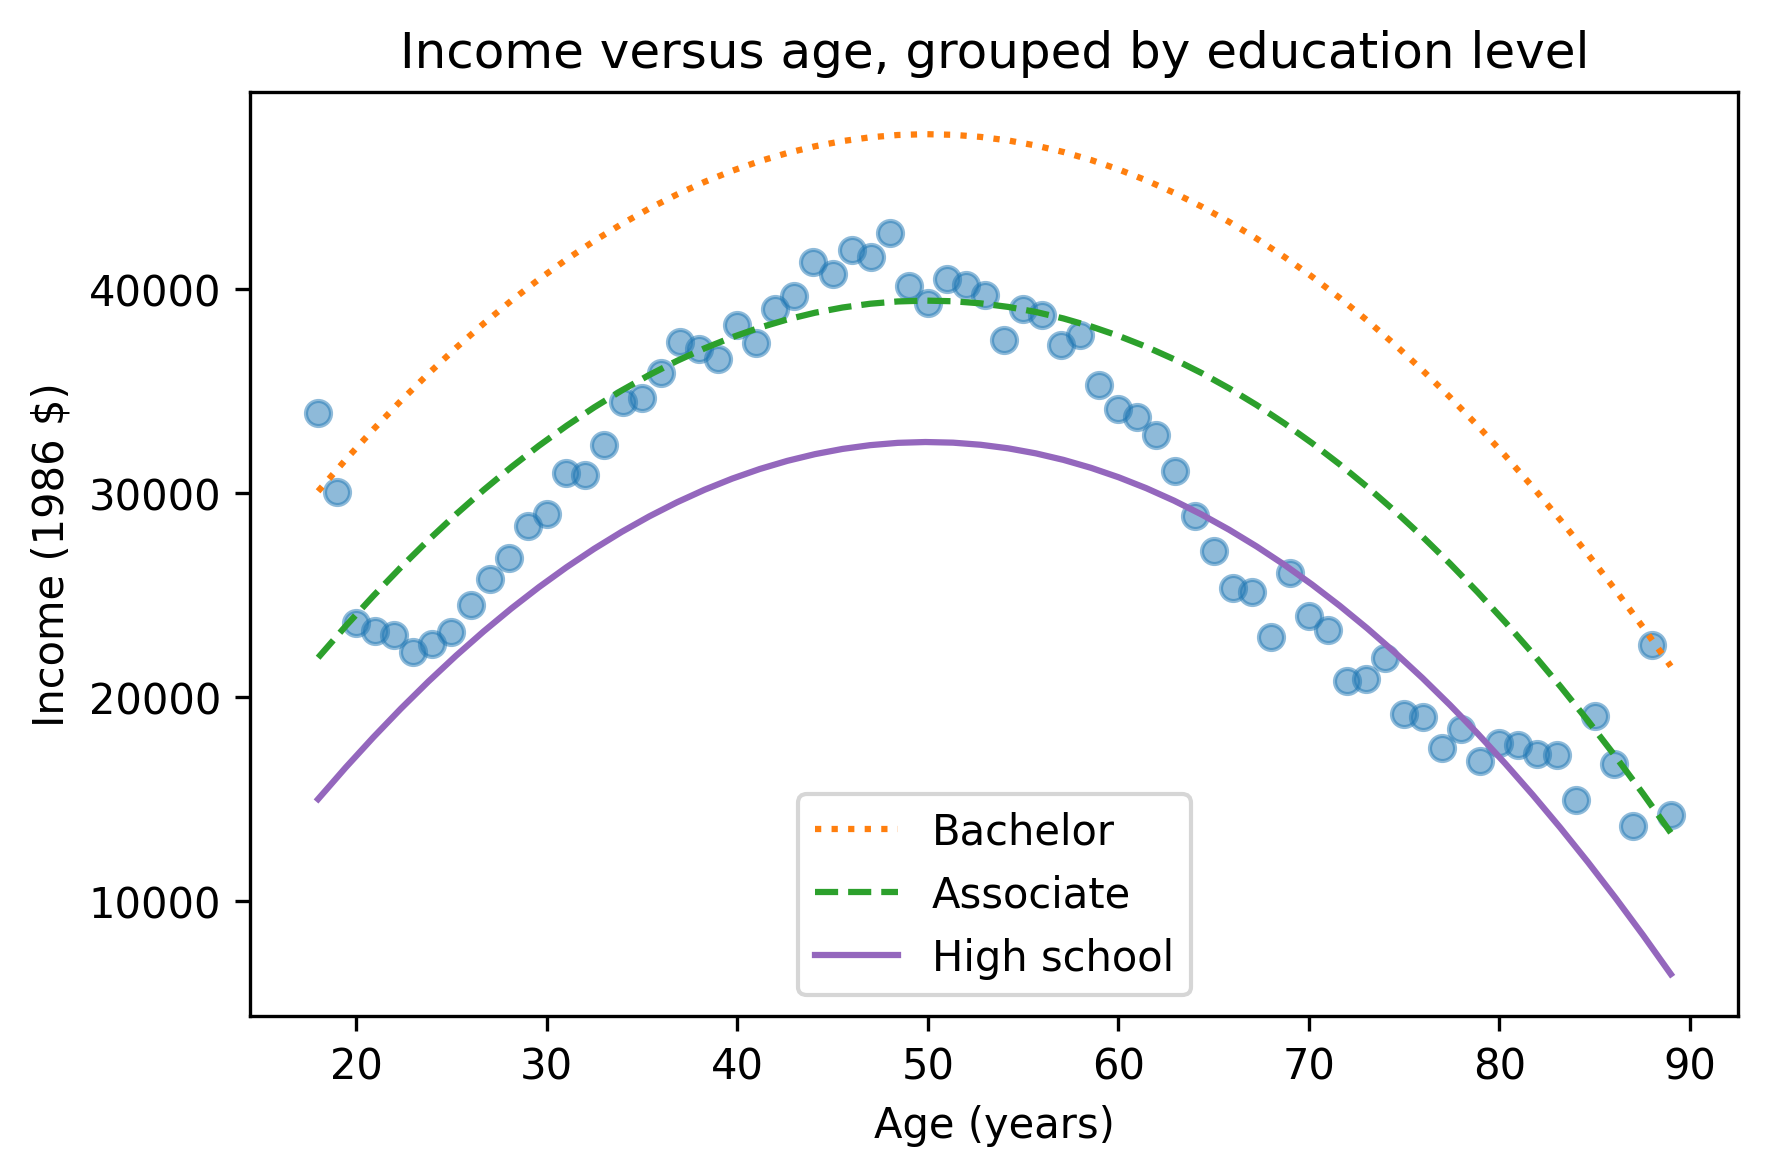 Income versus age, grouped by education level
Income (1986 $)
40000
30000
20000
10000
Bachelor
Associate
High school
20 30 40 50 60 70 80 90
Age (years)